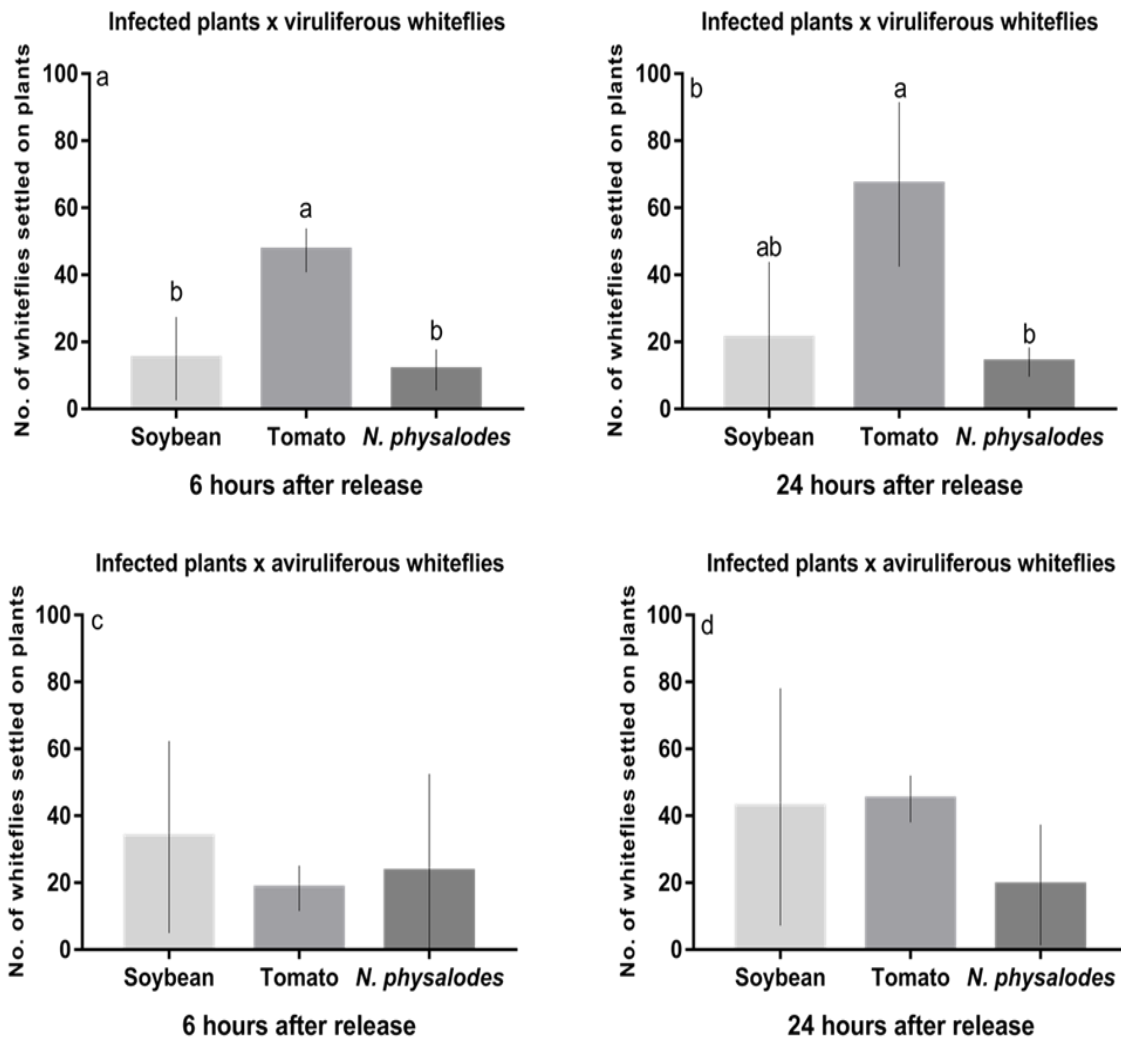 Infected plants x viruliferous whiteflies
a
No. of whiteflies settled on plants
100
80
60
40
20
0
b
a
b
Soybean Tomato N. physalodes
6 hours after release
Infected plants x viruliferous whiteflies
b
No. of whiteflies settled on plants
100
80
60
40
20
0
ab
a
b
Soybean Tomato N. physalodes
24 hours after release
Infected plants x aviruliferous whiteflies
c
No. of whiteflies settled on plants
100
80
60
40
20
0
Soybean Tomato N. physalodes
6 hours after release
Infected plants x aviruliferous whiteflies
d
No. of whiteflies settled on plants
100
80
60
40
20
0
Soybean Tomato N. physalodes
24 hours after release